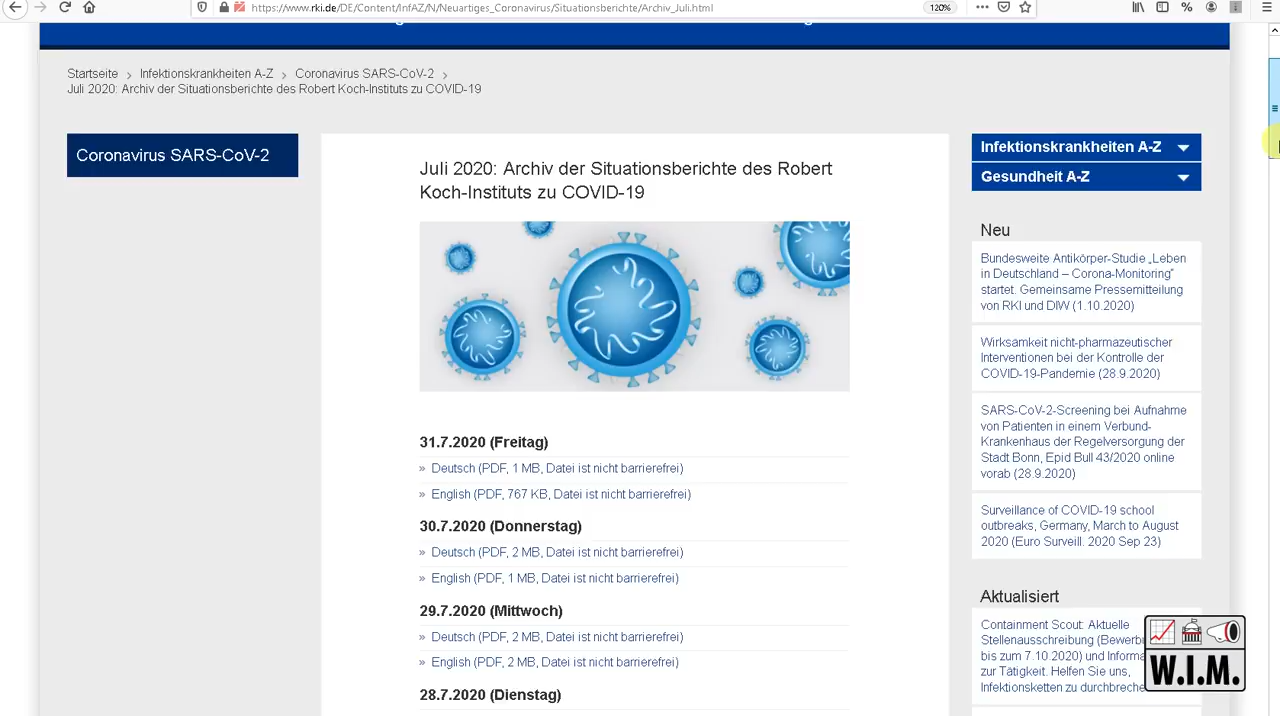 https://www.rki.de/DE/Content/InfAZ/N/Neuartiges_Coronavirus/Situationsberichte/Archiv_Juli.html
120%
Startseite
Infektionskrankheiten A-Z
Coronavirus SARS-CoV-2
Juli 2020: Archiv der Situationsberichte des Robert Koch-Instituts zu COVID-19
Coronavirus SARS-CoV-2
Juli 2020: Archiv der Situationsberichte des Robert
Koch-Instituts zu COVID-19
31.7.2020 (Freitag)
» Deutsch (PDF, 1 MB, Datei ist nicht barrierefrei)
» English (PDF, 767 KB, Datei ist nicht barrierefrei)
30.7.2020 (Donnerstag)
» Deutsch (PDF, 2 MB, Datei ist nicht barrierefrei)
» English (PDF, 1 MB, Datei ist nicht barrierefrei)
29.7.2020 (Mittwoch)
» Deutsch (PDF, 2 MB, Datei ist nicht barrierefrei)
» English (PDF, 2 MB, Datei ist nicht barrierefrei)
28.7.2020 (Dienstag)
Infektionskrankheiten A-Z
Gesundheit A-Z
Neu
Bundesweite Antikörper-Studie „Leben
in Deutschland – Corona-Monitoring“
startet. Gemeinsame Pressemitteilung
von RKI und DIW (1.10.2020)
Wirksamkeit nicht-pharmazeutischer
Interventionen bei der Kontrolle der
COVID-19-Pandemie (28.9.2020)
SARS-CoV-2-Screening bei Aufnahme
von Patienten in einem Verbund-
Krankenhaus der Regelversorgung der
Stadt Bonn, Epid Bull 43/2020 online
vorab (28.9.2020)
Surveillance of COVID-19 school
outbreaks, Germany, March to August
2020 (Euro Surveill. 2020 Sep 23)
Aktualisiert
Containment Scout: Aktuelle
Stellenausschreibung (Bewerbu
bis zum 7.10.2020) und Informa
zur Tätigkeit. Helfen Sie uns,
Infektionsketten zu durchbreche
W.I.M.